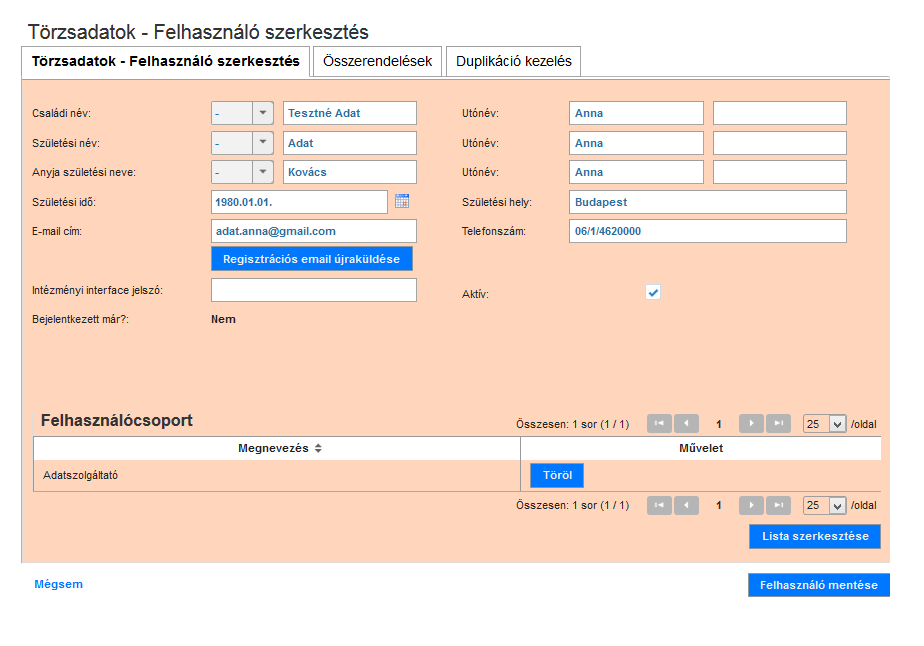 Törzsadatok - Felhasználó szerkesztés
Törzsadatok - Felhasználó szerkesztés Összerendelések Duplikáció kezelés
Családi név: - Tesztné Adat Utónév: Anna
Születési név: - Adat Utónév: Anna
Anyja születési neve: - Kovács Utónév: Anna
Születési idő: 1980.01.01. Születési hely: Budapest
E-mail cím: adat.anna@gmail.com Telefonszám: 06/1/4620000
Regisztrációs email újraküldése
Intézményi interface jelszó: Aktív:
Bejelentkezett már?: Nem
Felhasználócsoport Összesen: 1 sor (1 / 1) 1 25 /oldal
Megnevezés Művelet
Adatszolgáltató Töröl
Összesen: 1 sor (1 / 1) 1 25 /oldal
Lista szerkesztése
Mégsem Felhasználó mentése